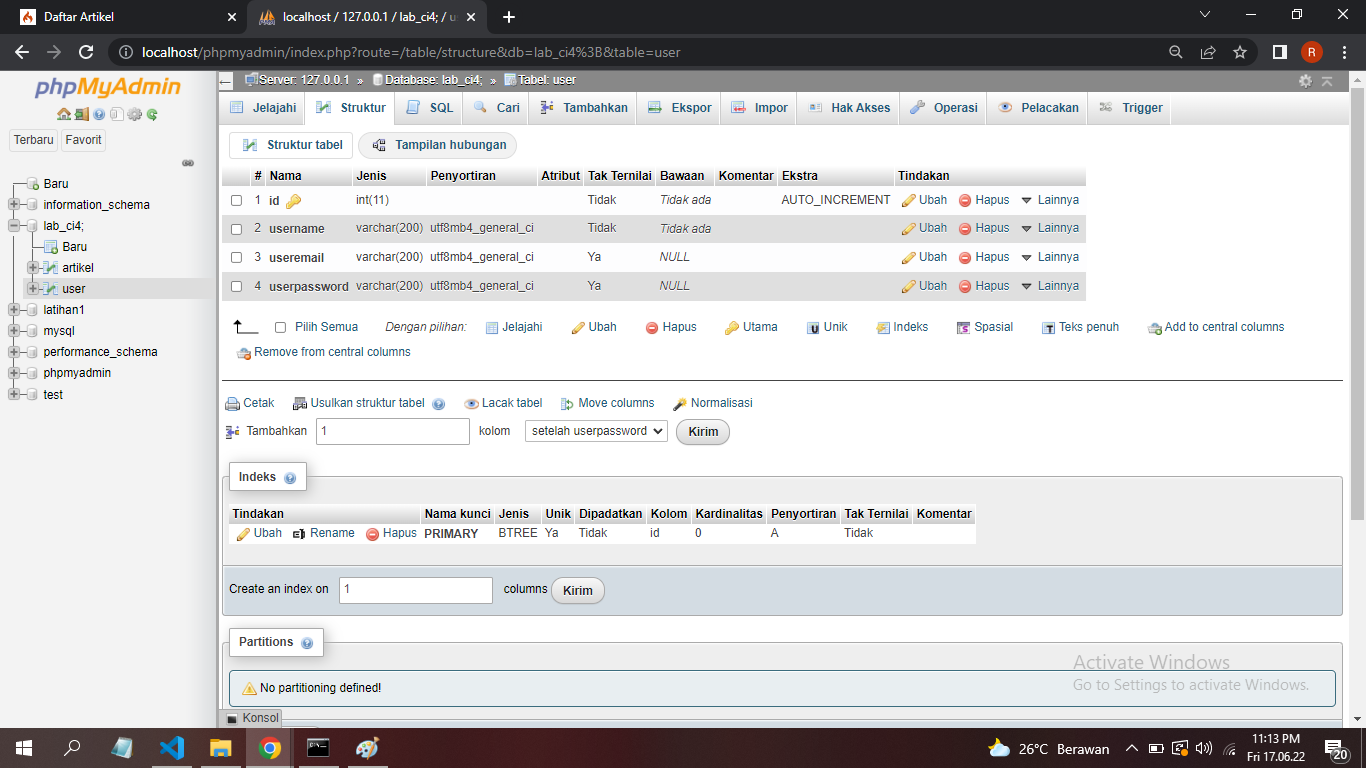 Daftar Artikel
localhost / 127.0.0.1 / lab_ci4; / u
localhost/phpmyadmin/index.php?route=/table/structure&db=lab_ci4%3B&table=user
R
phpMyAdmin
Terbaru Favorit
Baru
information_schema
lab_ci4;
Baru
artikel
user
latihan1
mysql
performance_schema
phpmyadmin
test
Server: 127.0.0.1 » Database: lab_ci4; » Tabel: user
Jelajahi Struktur SQL Cari Tambahkan Ekspor Impor Hak Akses Operasi Pelacakan Trigger
Struktur tabel Tampilan hubungan
# Nama Jenis Penyortiran Atribut Tak Ternilai Bawaan Komentar Ekstra Tindakan
1 id int(11) Tidak Tidak ada AUTO_INCREMENT Ubah Hapus Lainnya
2 username varchar(200) utf8mb4_general_ci Tidak Tidak ada Ubah Hapus Lainnya
3 useremail varchar(200) utf8mb4_general_ci Ya NULL Ubah Hapus Lainnya
4 userpassword varchar(200) utf8mb4_general_ci Ya NULL Ubah Hapus Lainnya
Pilih Semua Dengan pilihan: Jelajahi Ubah Hapus Utama Unik Indeks Spasial Teks penuh Add to central columns
Remove from central columns
Cetak Usulkan struktur tabel Lacak tabel Move columns Normalisasi
Tambahkan 1 kolom setelah userpassword Kirim
Indeks
Tindakan Nama kunci Jenis Unik Dipadatkan Kolom Kardinalitas Penyortiran Tak Ternilai Komentar
Ubah Rename Hapus PRIMARY BTREE Ya Tidak id 0 A Tidak
Create an index on 1 columns Kirim
Partitions
No partitioning defined!
Activate Windows
Go to Settings to activate Windows.
Konsol
26°C Berawan
11:13 PM
Fri 17.06.22
20